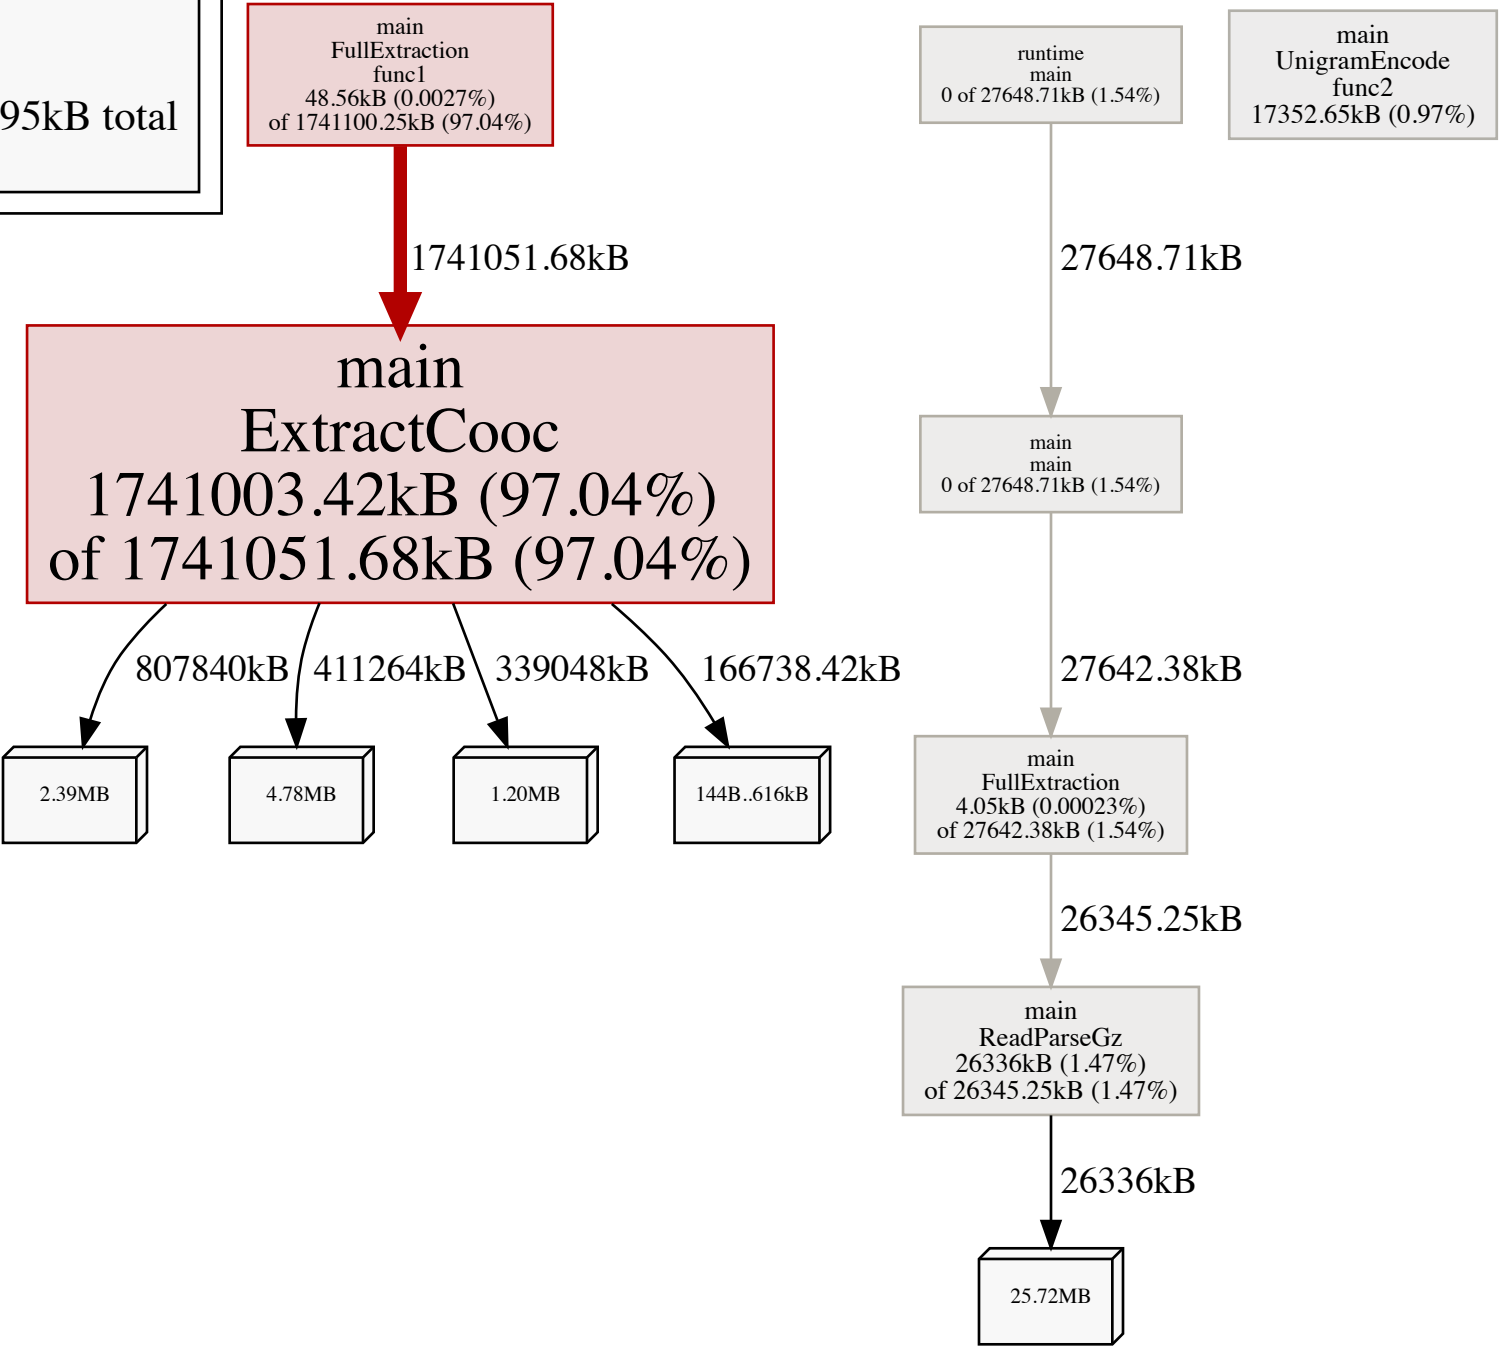 95kB total
main
FullExtraction
func1
48.56kB (0.0027%)
of 1741100.25kB (97.04%)
runtime
main
0 of 27648.71kB (1.54%)
main
UnigramEncode
func2
17352.65kB (0.97%)
1741051.68kB
27648.71kB
main
ExtractCooc
1741003.42kB (97.04%)
of 1741051.68kB (97.04%)
main
main
0 of 27648.71kB (1.54%)
807840kB
411264kB
339048kB
166738.42kB
27642.38kB
2.39MB
4.78MB
1.20MB
144B..616kB
main
FullExtraction
4.05kB (0.00023%)
of 27642.38kB (1.54%)
26345.25kB
main
ReadParseGz
26336kB (1.47%)
of 26345.25kB (1.47%)
26336kB
25.72MB